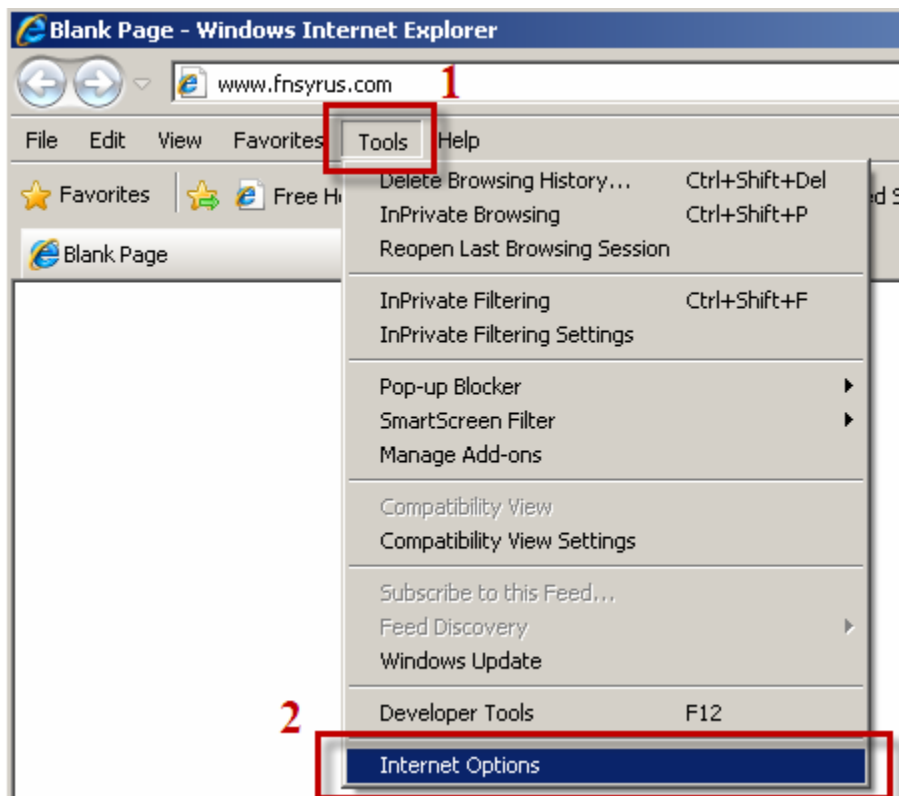 Blank Page - Windows Internet Explorer
www.fnsyrus.com 1
File Edit View Favorites Tools Help
Favorites Free H
Delete Browsing History... Ctrl+Shift+Del
InPrivate Browsing Ctrl+Shift+P
Reopen Last Browsing Session
Blank Page
InPrivate Filtering Ctrl+Shift+F
InPrivate Filtering Settings
Pop-up Blocker
SmartScreen Filter
Manage Add-ons
Compatibility View
Compatibility View Settings
Subscribe to this Feed...
Feed Discovery
Windows Update
Developer Tools F12
2
Internet Options